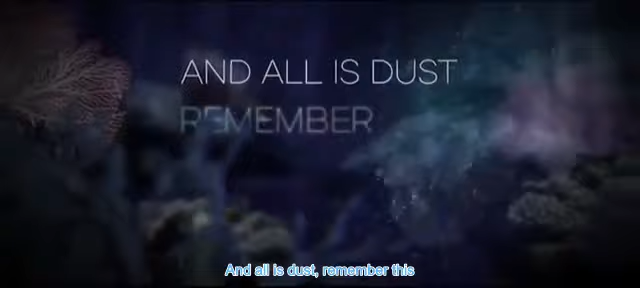 AND ALL IS DUST
REMEMBER
And all is dust, remember this